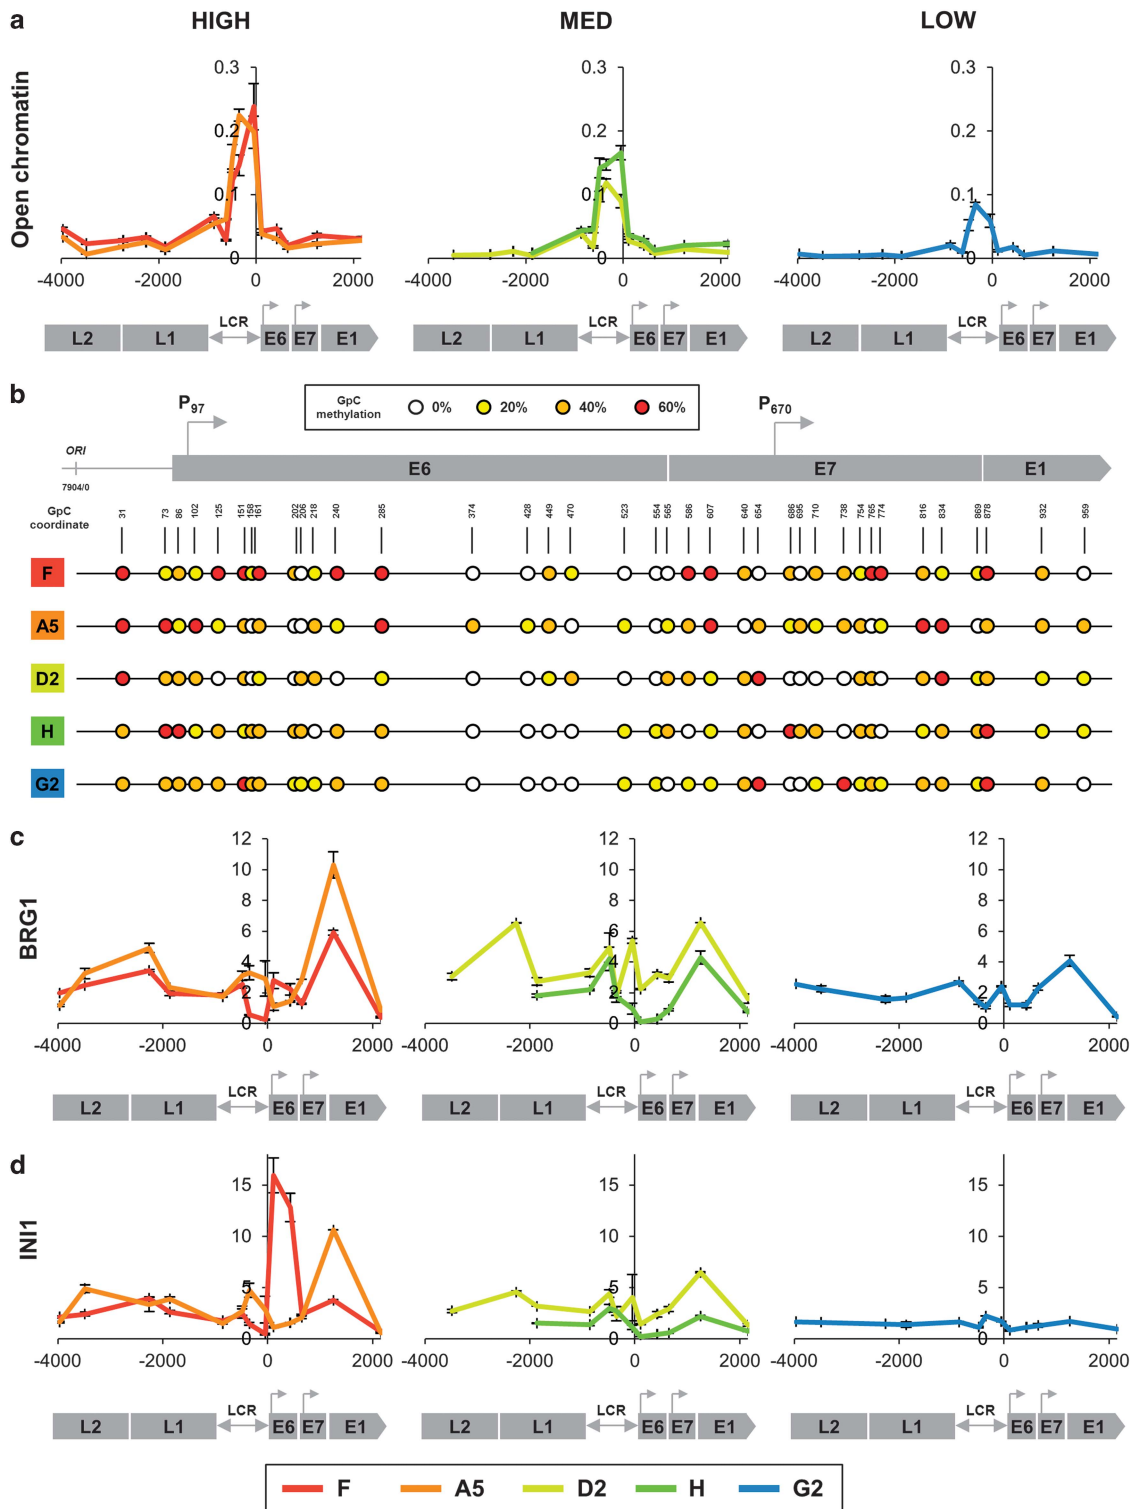 a
HIGH MED LOW
Open chromatin
0.3 0.3 0.3
0.2 0.2 0.2
0.1 0.1 0.1
0 0 0
-4000 -2000 0 2000 -4000 -2000 0 2000 -4000 -2000 0 2000
LCR LCR LCR
L2 L1 E6 E7 E1 L2 L1 E6 E7 E1 L2 L1 E6 E7 E1
b
GpC methylation 0% 20% 40% 60%
P97 P670
ORI
E6 E7 E1
7904/0
GpC coordinate
31 73 86 102 125 151 158 161 202 206 218 240 285 374 428 449 470 523 554 565 586 607 640 654 686 695 710 738 754 765 774 816 834 869 878 932 959
F
A5
D2
H
G2
c
BRG1
12 12 12
10 10 10
8 8 8
6 6 6
4 4 4
2 2 2
0 0 0
-4000 -2000 0 2000 -4000 -2000 0 2000 -4000 -2000 0 2000
LCR LCR LCR
L2 L1 E6 E7 E1 L2 L1 E6 E7 E1 L2 L1 E6 E7 E1
d
INI1
15 15 15
10 10 10
5 5 5
0 0 0
-4000 -2000 0 2000 -4000 -2000 0 2000 -4000 -2000 0 2000
LCR LCR LCR
L2 L1 E6 E7 E1 L2 L1 E6 E7 E1 L2 L1 E6 E7 E1
F A5 D2 H G2